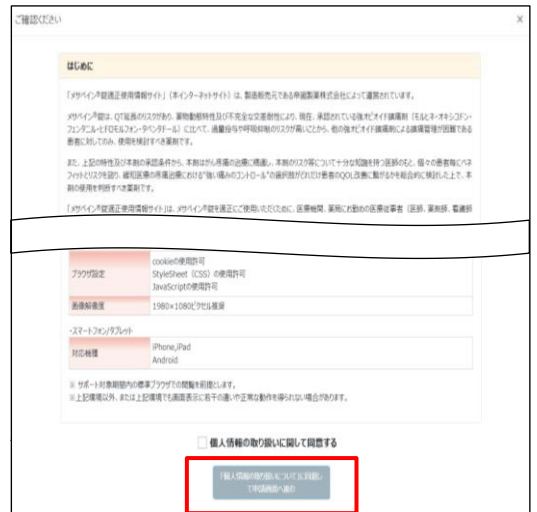 ご確認ください
×
はじめに
「メサペイン®錠適正使用情報サイト」（本インターネットサイト）は、製造販売元である帝國製薬株式会社によって運営されています。
メサペイン®錠は、QT延長のリスクがあり、薬物動態特性及び不完全な交差耐性により、現在、承認されている強オピオイド鎮痛剤（モルヒネ・オキシコドン・
フェンタニル・ヒドロモルフォン・タペンタドール）に比べて、過量投与や呼吸抑制のリスクが高いことから、他の強オピオイド鎮痛剤による疼痛管理が困難である
患者に対してのみ、使用を検討すべき薬剤です。
また、上記の特性及び本剤の承認条件から、本剤はがん疼痛の治療に精通し、本剤のリスク等について十分な知識を持つ医師のもと、個々の患者毎にベネ
フィットとリスクを諮り、緩和医療の疼痛治療における“強い痛みのコントロール”の選択肢がどれだけ患者のQOL改善に繋がるかを総合的に検討した上で、本
剤の使用を判断すべき薬剤です。
「メサペイン®錠適正使用情報サイト」は、メサペイン®錠を適正にご使用いただくために、医療機関、薬局にお勤めの医療従事者（医師、薬剤師、看護師
ブラウザ設定
cookieの使用許可
StyleSheet（CSS）の使用許可
JavaScriptの使用許可
画像解像度
1980×1080ピクセル推奨
・スマートフォン/タブレット
対応機種
iPhone,iPad
Android
※ サポート対象期間内の標準ブラウザでの閲覧を前提とします。
※上記環境以外、または上記環境でも画面表示に若干の違いや正常な動作を得られない場合があります。
個人情報の取り扱いに関して同意する
「個人情報の取り扱いについて」に同意し
て申請画面へ進む